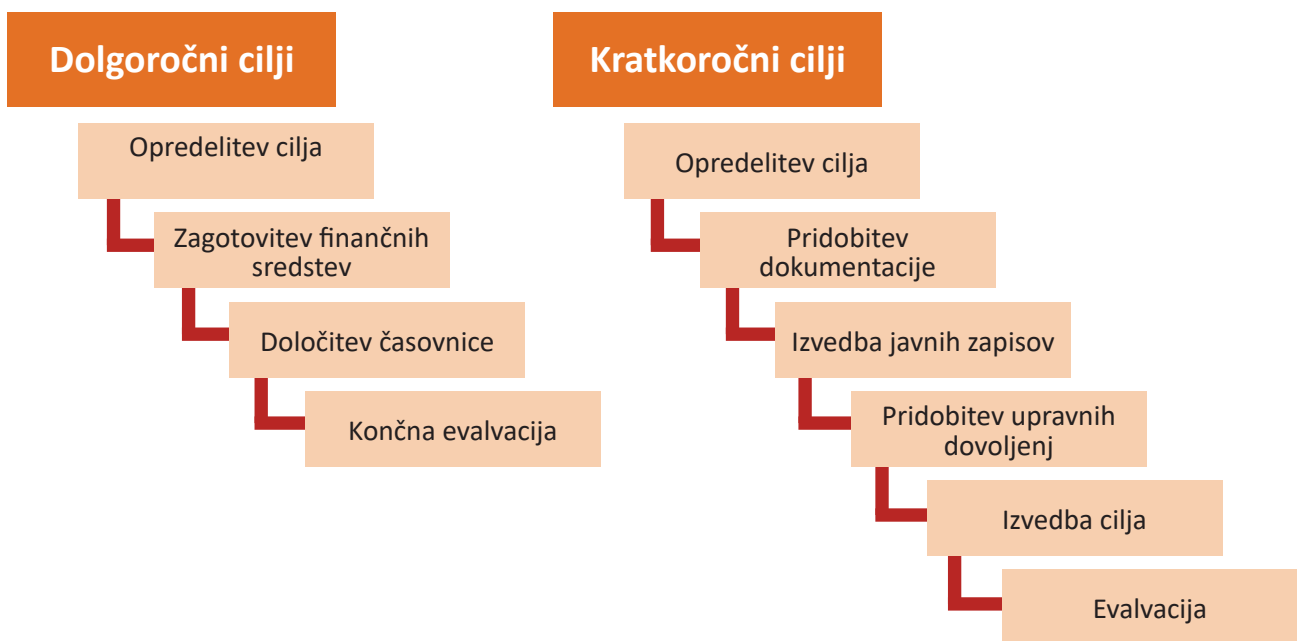 Dolgoročni cilji
Opredelitev cilja
Zagotovitev finančnih
sredstev
Določitev časovnice
Končna evalvacija
Kratkoročni cilji
Opredelitev cilja
Pridobitev
dokumentacije
Izvedba javnih zapisov
Pridobitev upravnih
dovoljenj
Izvedba cilja
Evalvacija